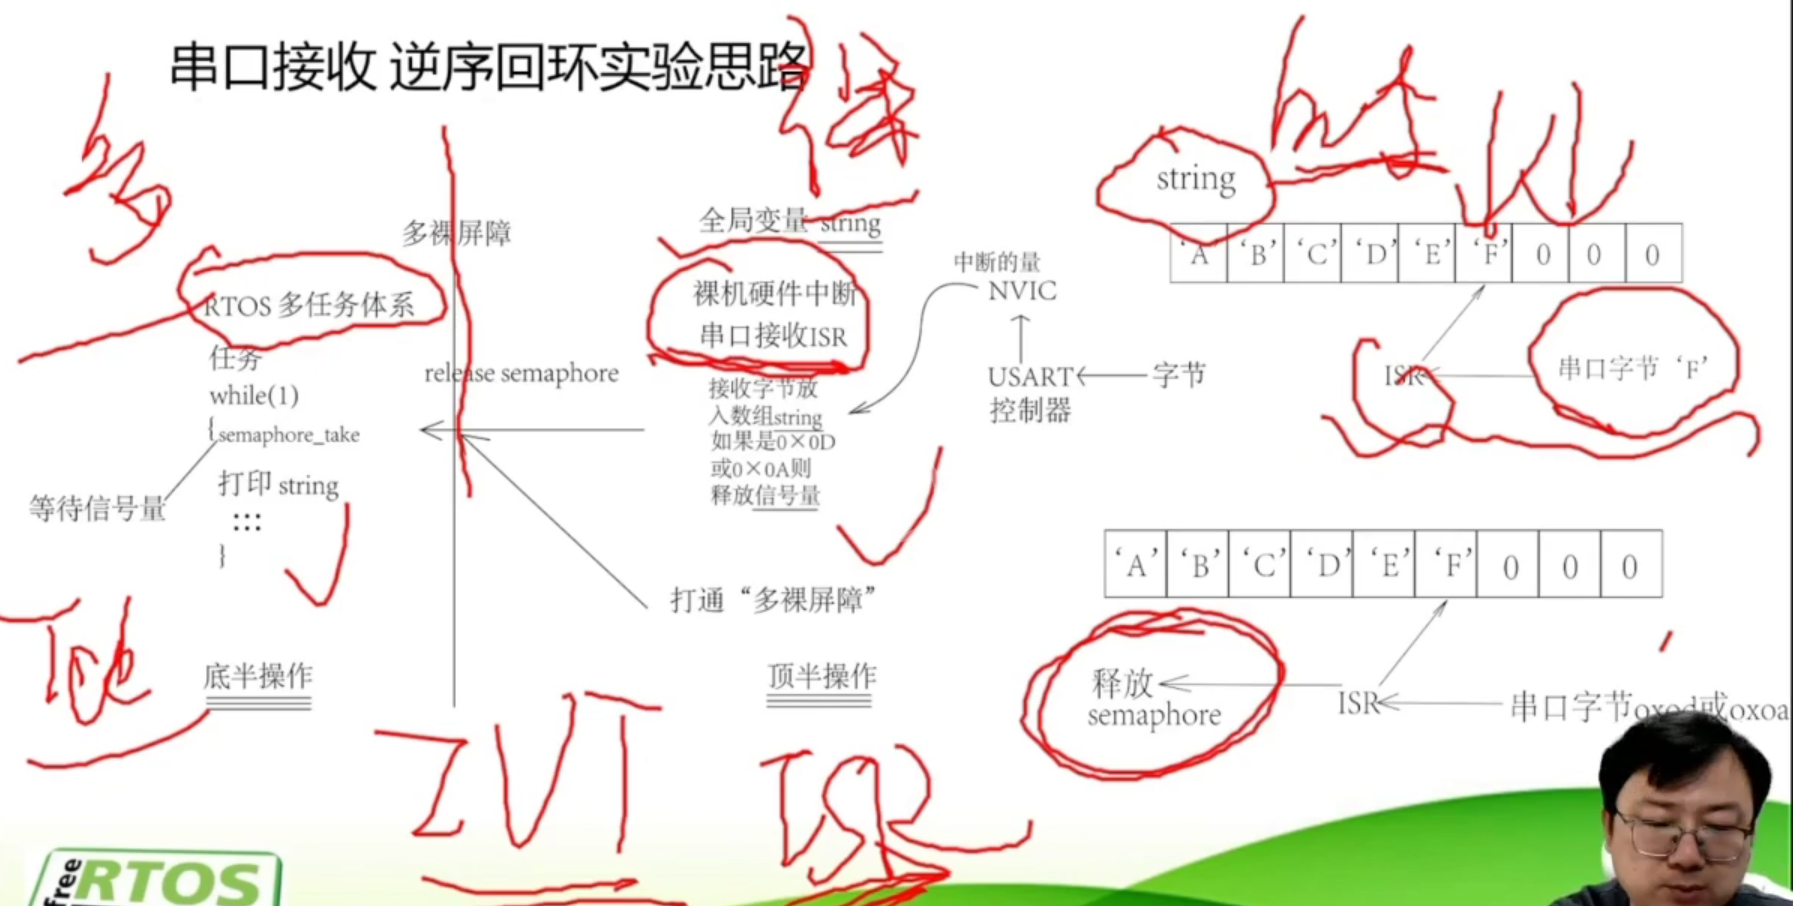 串口接收 逆序回环实验思路
多
裸
多裸屏障
RTOS 多任务体系
任务
while(1)
{semaphore_take
打印 string
:::
}
等待信号量
底半操作
release semaphore
全局变量 string
裸机硬件中断
串口接收ISR
接收字节放
入数组string
如果是0×0D
或0×0A则
释放信号量
打通“多裸屏障”
顶半操作
中断的量
NVIC
USART
控制器
字节
string
‘A’ ‘B’ ‘C’ ‘D’ ‘E’ ‘F’ 0 0 0
ISR
串口字节‘F’
‘A’ ‘B’ ‘C’ ‘D’ ‘E’ ‘F’ 0 0 0
释放
semaphore
ISR
串口字节oxod或oxoa
ISR
free
RTOS